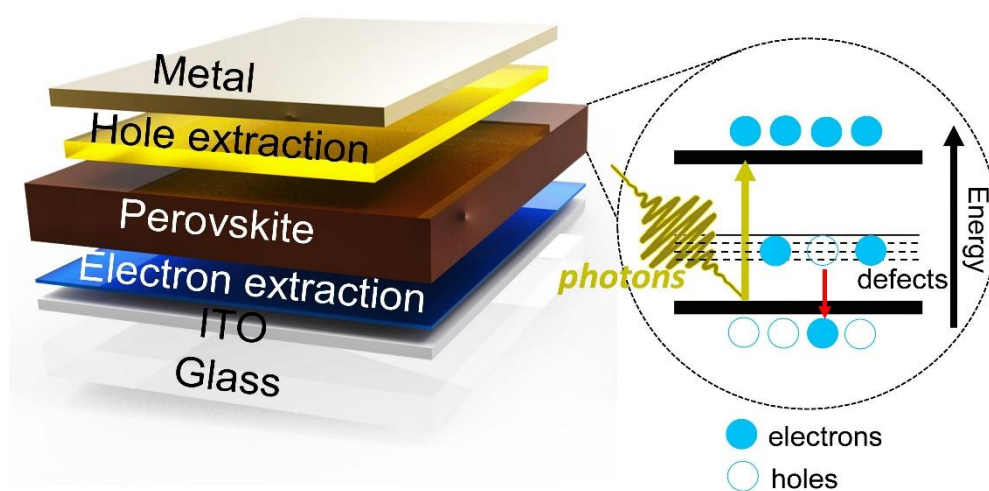 Metal
Hole extraction
Perovskite
Electron extraction
ITO
Glass
photons
defects
Energy
electrons
holes